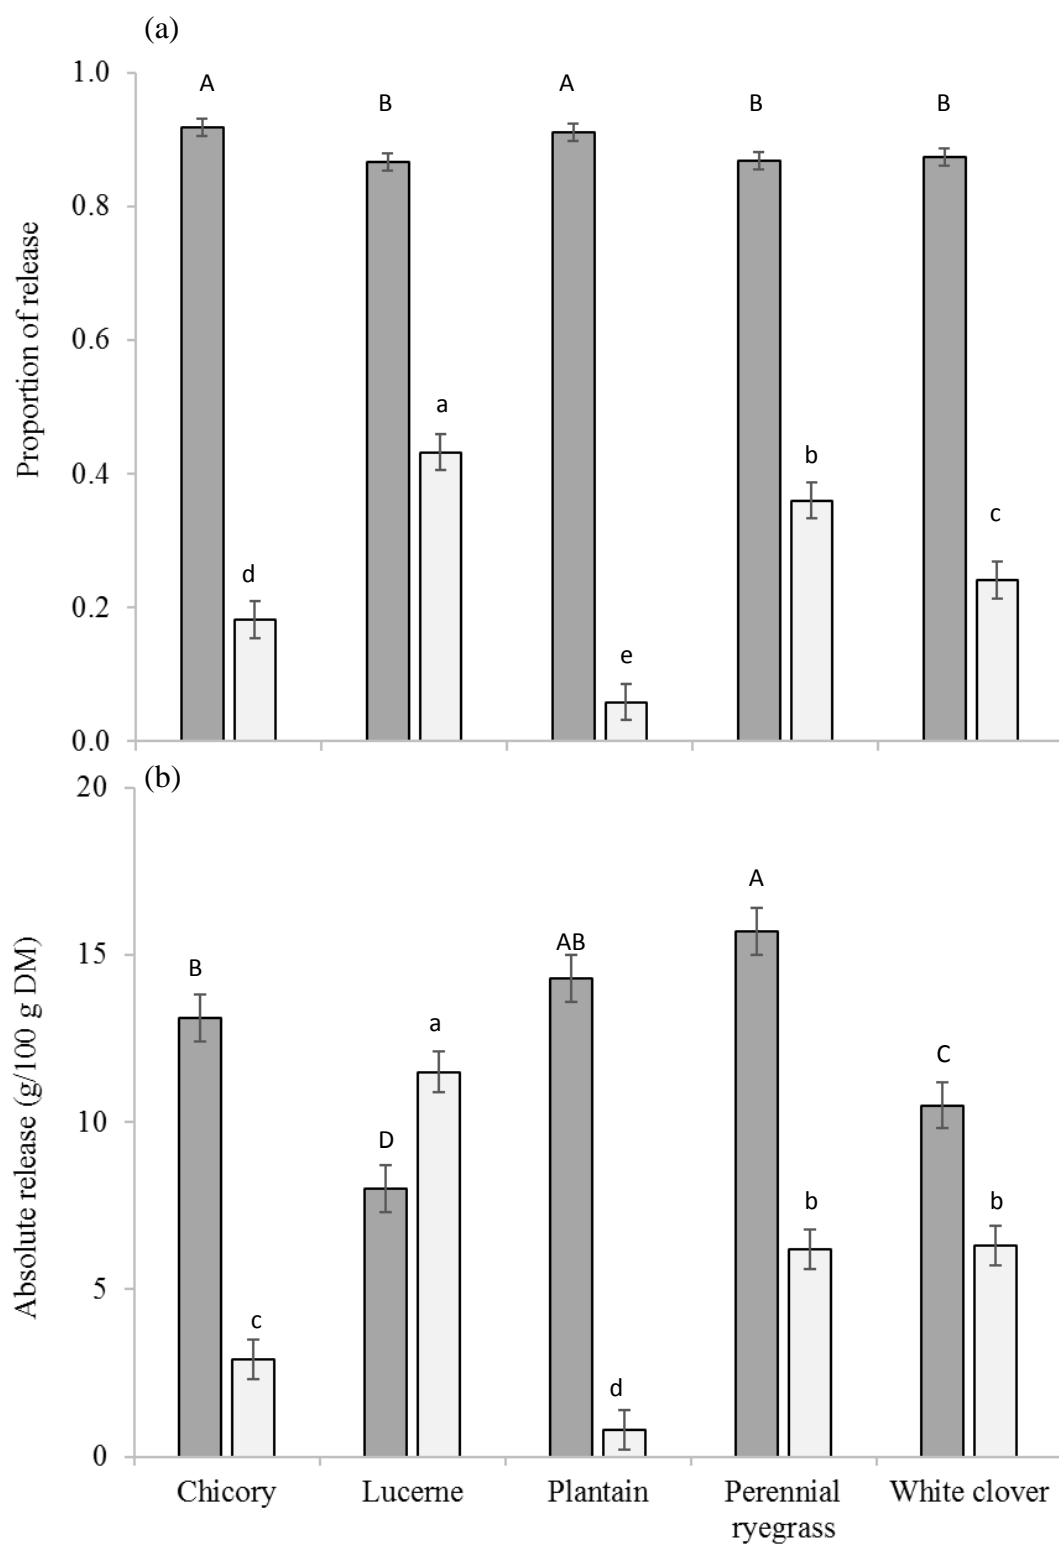 (a)
Proportion of release
1.0
0.8
0.6
0.4
0.2
0.0
A
B
A
B
B
d
a
e
b
c
(b)
Absolute release (g/100 g DM)
20
15
10
5
0
B
D
AB
A
C
c
a
d
b
b
Chicory
Lucerne
Plantain
Perennial
ryegrass
White clover